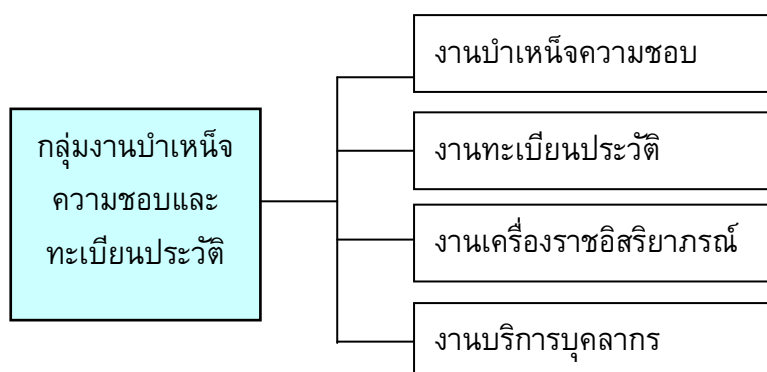 กลุ่มงานบำเหน็จ
ความชอบและ
ทะเบียนประวัติ
งานบำเหน็จความชอบ
งานทะเบียนประวัติ
งานเครื่องราชอิสริยาภรณ์
งานบริการบุคลากร